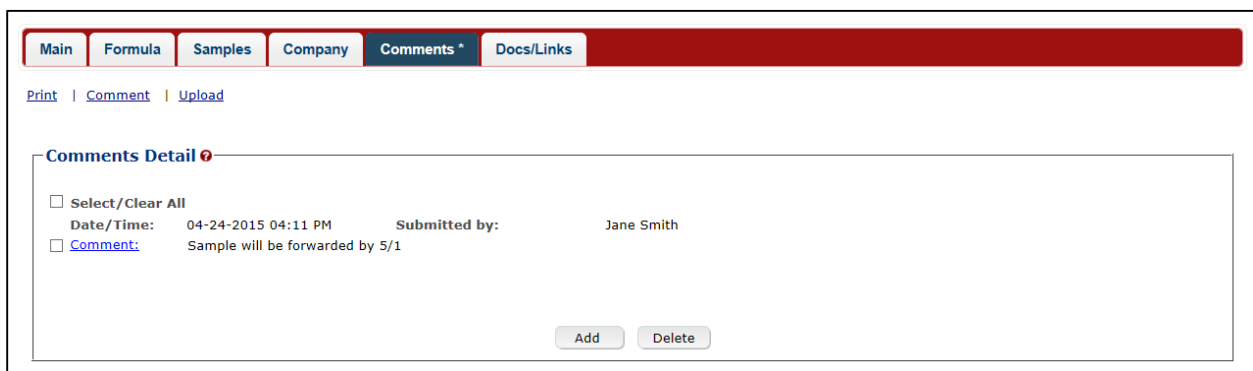 Main Formula Samples Company Comments * Docs/Links
Print | Comment | Upload
Comments Detail ?
Select/Clear All
Date/Time: 04-24-2015 04:11 PM Submitted by: Jane Smith
Comment: Sample will be forwarded by 5/1
Add Delete